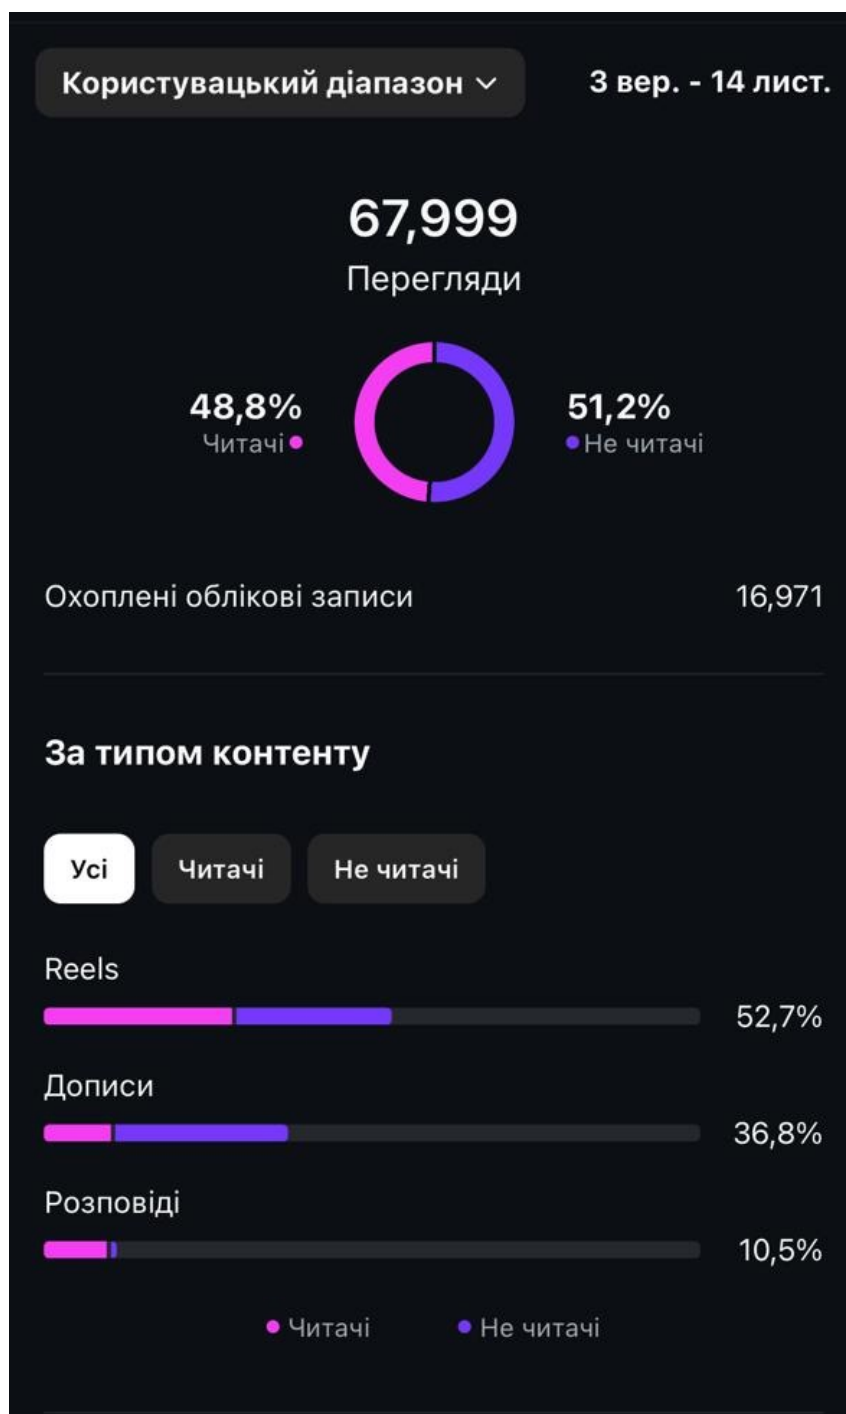 Користувацький діапазон
3 вер. - 14 лист.
67,999
Перегляди
48,8%
Читачі
51,2%
Не читачі
Охоплені облікові записи
16,971
За типом контенту
Усі
Читачі
Не читачі
Reels
52,7%
Дописи
36,8%
Розповіді
10,5%
Читачі
Не читачі